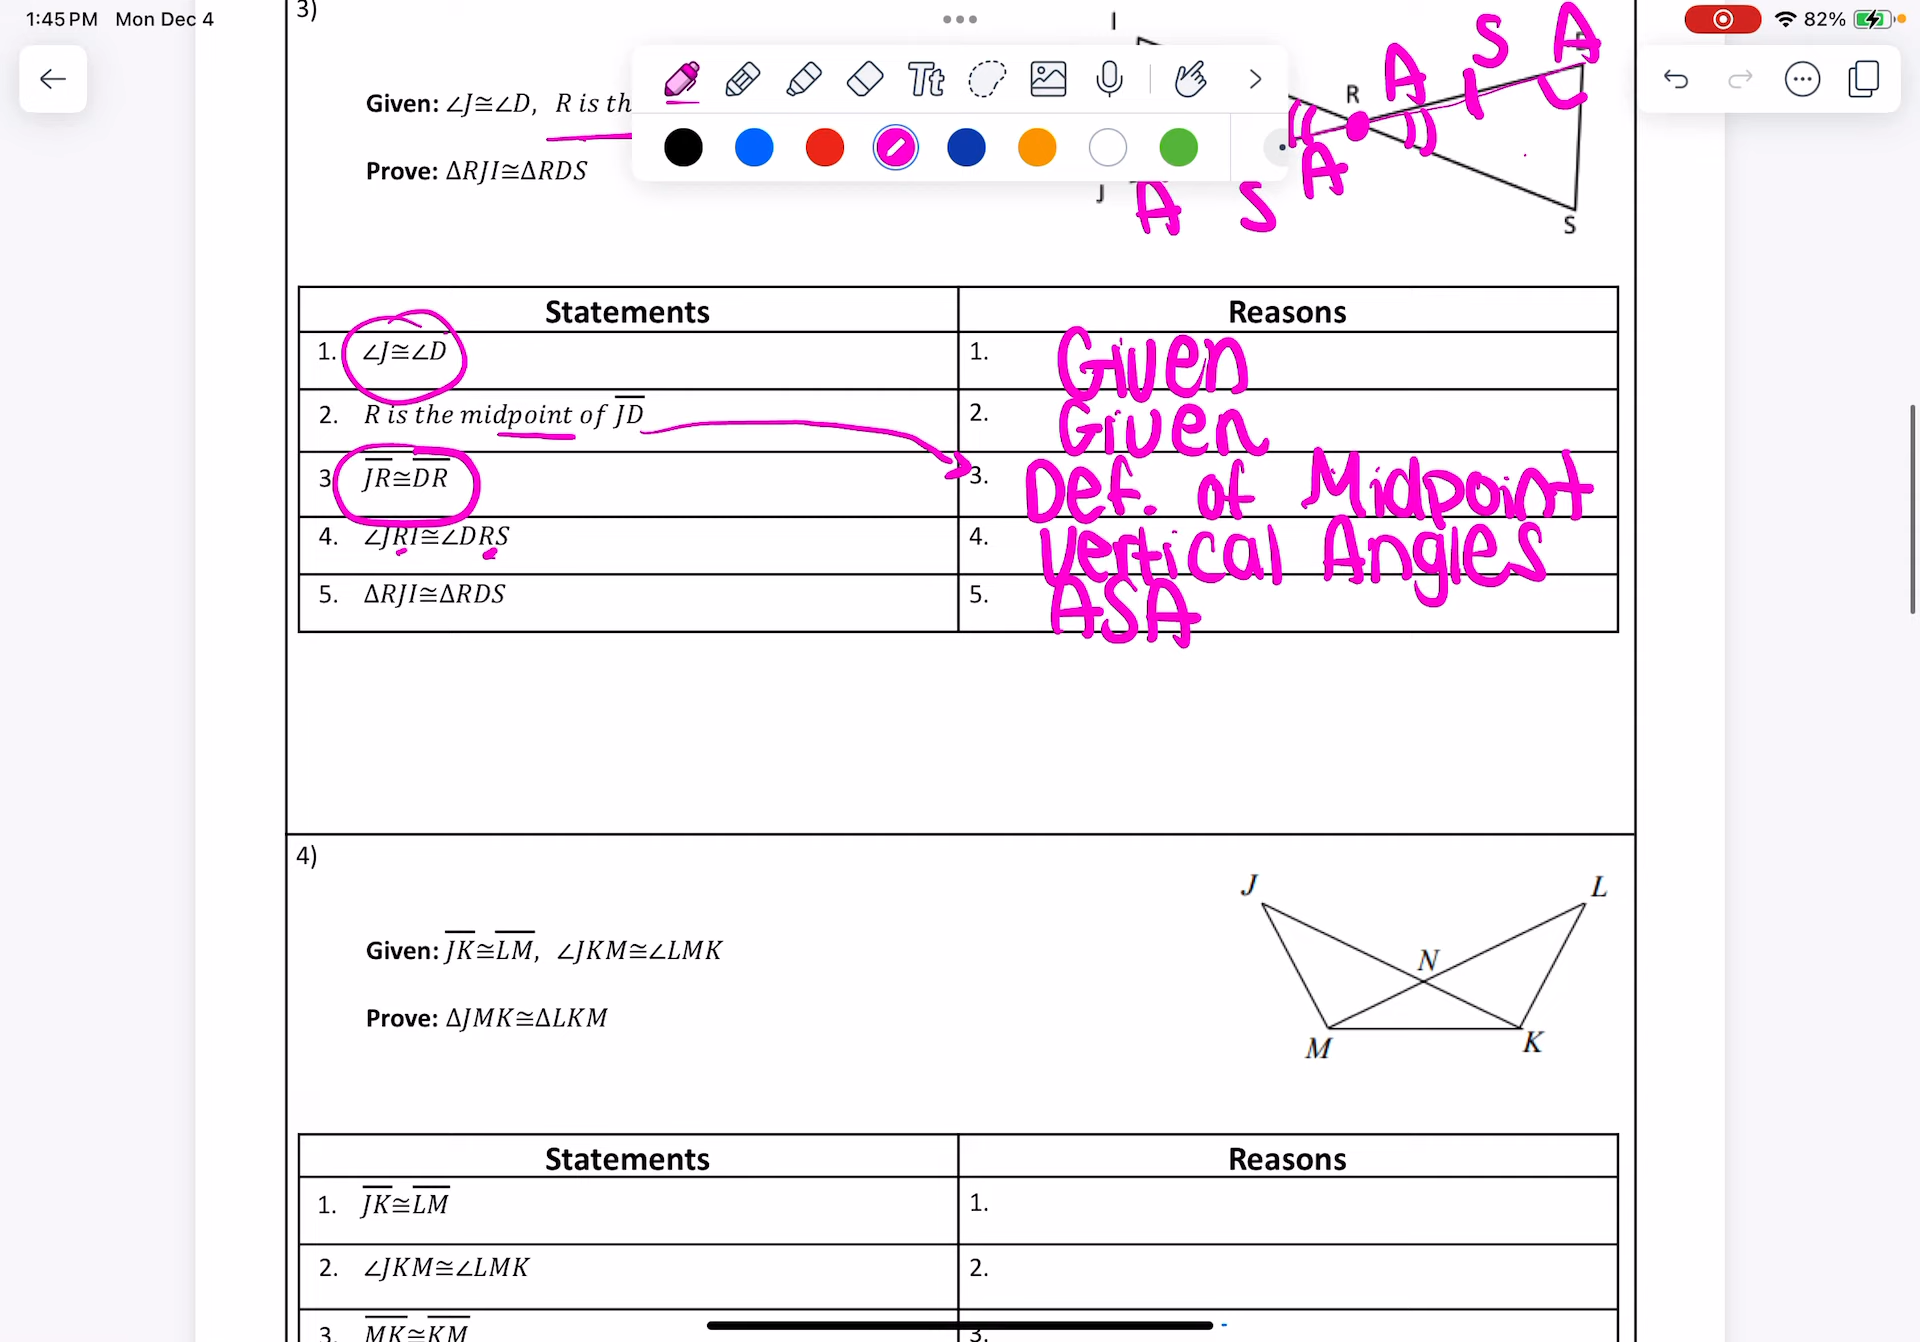 1:45 PM Mon Dec 4
82%
3)
I
S A
A
Given: ∠J≅∠D, R is th
R
Tt
Prove: ΔRJI≅ΔRDS
A
J
A S
S
Statements Reasons
1. ∠J≅∠D 1. Given
2. R is the midpoint of JD 2. Given
3 JR≅DR 3. Def. of Midpoint
4. ∠JRI≅∠DRS 4. Vertical Angles
5. ΔRJI≅ΔRDS 5. ASA
4)
J L
Given: JK≅LM, ∠JKM≅∠LMK
N
Prove: ΔJMK≅ΔLKM
M K
Statements Reasons
1. JK≅LM 1.
2. ∠JKM≅∠LMK 2.
3. MK≅KM 3.